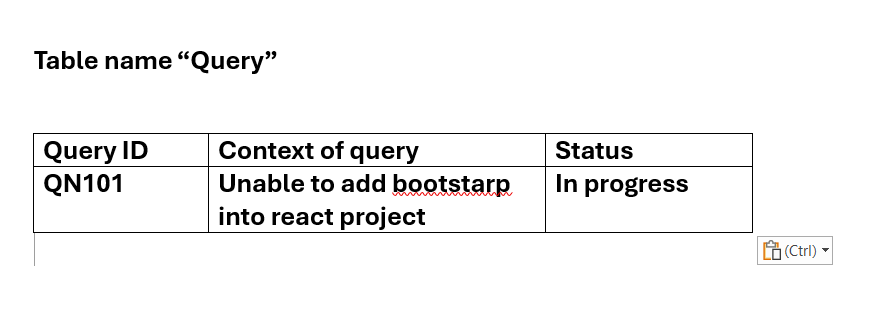 Table name “Query”
Query ID Context of query Status
QN101 Unable to add bootstarp In progress
into react project
(Ctrl)